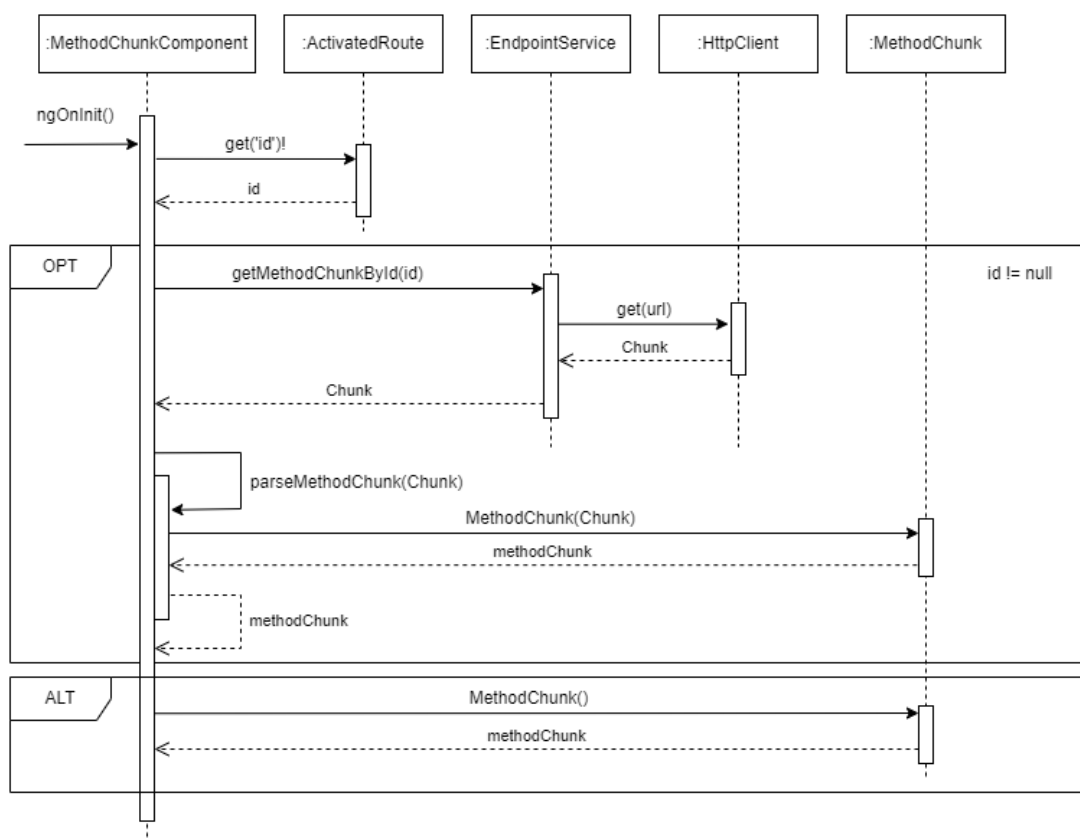 :MethodChunkComponent
:ActivatedRoute
:EndpointService
:HttpClient
:MethodChunk
ngOnInit()
get('id')!
id
OPT
id != null
getMethodChunkById(id)
get(url)
Chunk
Chunk
parseMethodChunk(Chunk)
MethodChunk(Chunk)
methodChunk
methodChunk
ALT
MethodChunk()
methodChunk